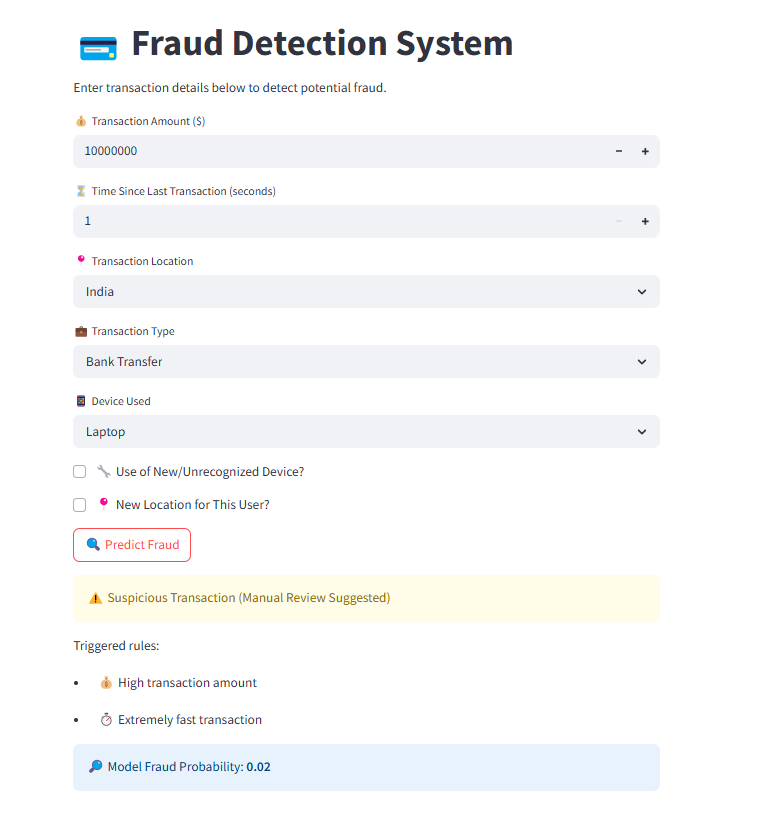 Fraud Detection System
Enter transaction details below to detect potential fraud.
Transaction Amount ($)
10000000
Time Since Last Transaction (seconds)
1
Transaction Location
India
Transaction Type
Bank Transfer
Device Used
Laptop
Use of New/Unrecognized Device?
New Location for This User?
Predict Fraud
Suspicious Transaction (Manual Review Suggested)
Triggered rules:
High transaction amount
Extremely fast transaction
Model Fraud Probability: 0.02